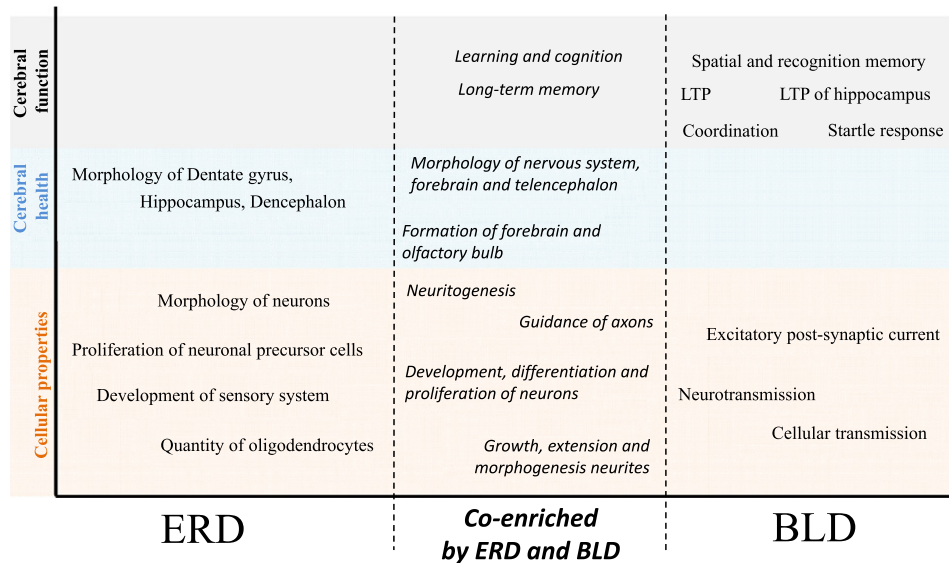 Cerebral
function
Learning and cognition
Long-term memory
Spatial and recognition memory
LTP
LTP of hippocampus
Coordination
Startle response
Cerebral
health
Morphology of Dentate gyrus,
Hippocampus, Dencephalon
Morphology of nervous system,
forebrain and telencephalon
Formation of forebrain and
olfactory bulb
Cellular properties
Morphology of neurons
Proliferation of neuronal precursor cells
Development of sensory system
Quantity of oligodendrocytes
Neuritogenesis
Guidance of axons
Development, differentiation and
proliferation of neurons
Growth, extension and
morphogenesis neurites
Excitatory post-synaptic current
Neurotransmission
Cellular transmission
ERD
Co-enriched
by ERD and BLD
BLD